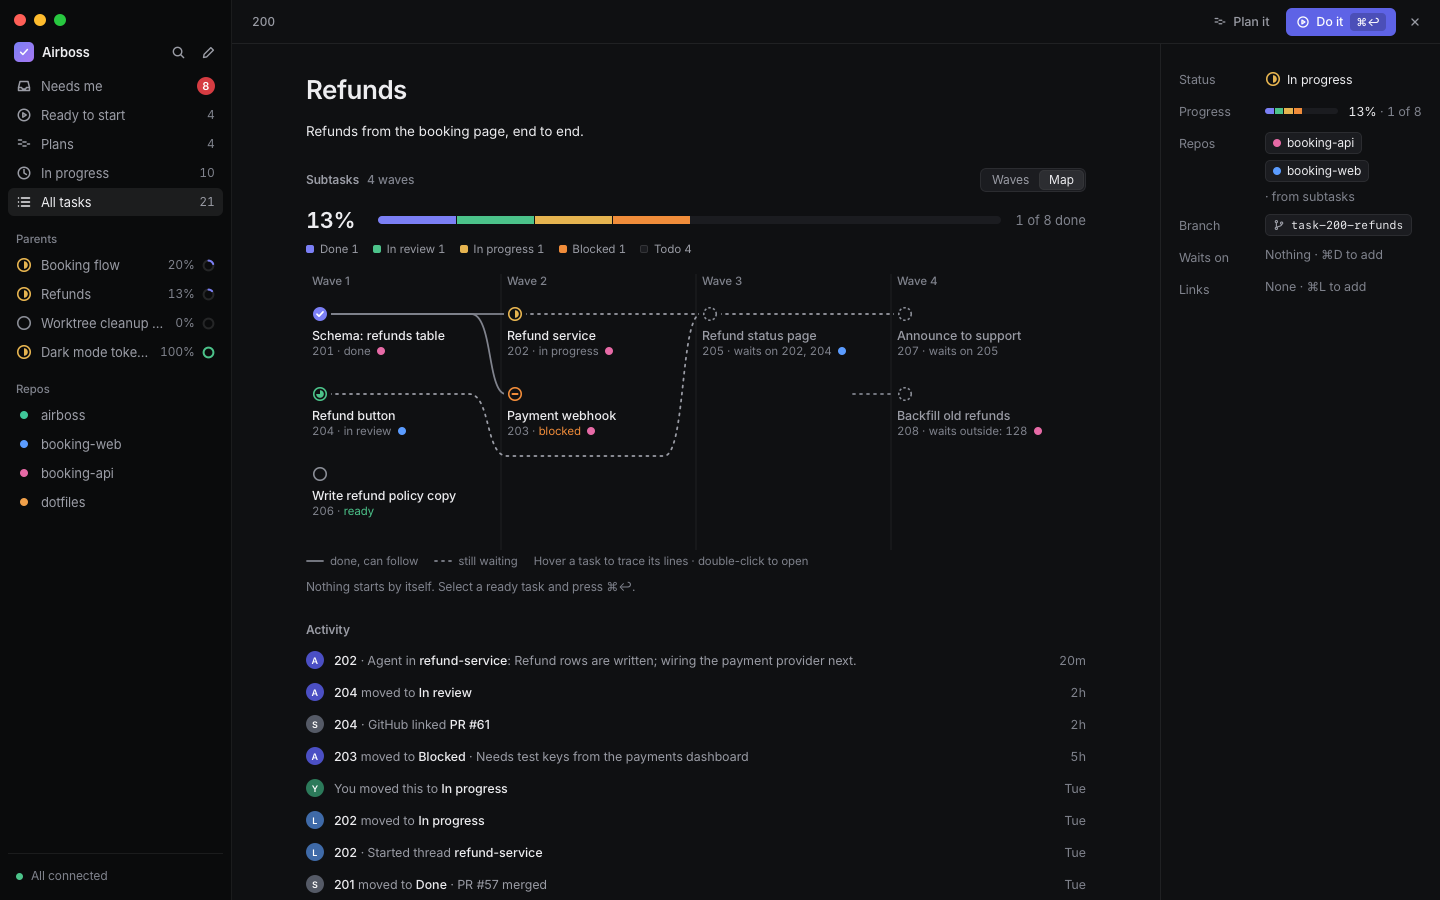 200
Plan it
Do it ⌘↩
Airboss
Needs me 8
Ready to start 4
Plans 4
In progress 10
All tasks 21
Parents
Booking flow 20%
Refunds 13%
Worktree cleanup ... 0%
Dark mode toke... 100%
Repos
airboss
booking-web
booking-api
dotfiles
All connected
Refunds
Refunds from the booking page, end to end.
Subtasks 4 waves
Waves Map
13% 1 of 8 done
Done 1 In review 1 In progress 1 Blocked 1 Todo 4
Wave 1 Wave 2 Wave 3 Wave 4
Schema: refunds table
201 · done
Refund service
202 · in progress
Refund status page
205 · waits on 202, 204
Announce to support
207 · waits on 205
Refund button
204 · in review
Payment webhook
203 · blocked
Backfill old refunds
208 · waits outside: 128
Write refund policy copy
206 · ready
done, can follow still waiting Hover a task to trace its lines · double-click to open
Nothing starts by itself. Select a ready task and press ⌘↩.
Activity
A 202 · Agent in refund-service: Refund rows are written; wiring the payment provider next. 20m
A 204 moved to In review 2h
S 204 · GitHub linked PR #61 2h
A 203 moved to Blocked · Needs test keys from the payments dashboard 5h
Y You moved this to In progress Tue
L 202 moved to In progress Tue
L 202 · Started thread refund-service Tue
S 201 moved to Done · PR #57 merged Tue
Status In progress
Progress 13% · 1 of 8
Repos booking-api
booking-web
· from subtasks
Branch task-200-refunds
Waits on Nothing · ⌘D to add
Links None · ⌘L to add